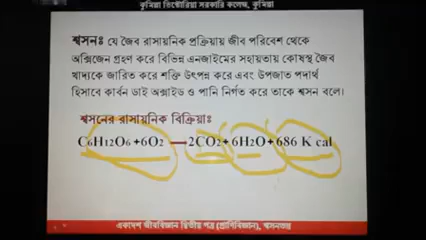 কুমিল্লা ভিক্টোরিয়া সরকারি কলেজ, কুমিল্লা
শ্বসনঃ যে জৈব রাসায়নিক প্রক্রিয়ায় জীব পরিবেশ থেকে
অক্সিজেন গ্রহণ করে বিভিন্ন এনজাইমের সহায়তায় কোষস্থ জৈব
খাদ্যকে জারিত করে শক্তি উৎপন্ন করে এবং উপজাত পদার্থ
হিসাবে কার্বন ডাই অক্সাইড ও পানি নির্গত করে তাকে শ্বসন বলে।
শ্বসনের রাসায়নিক বিক্রিয়াঃ
C6H12O6 +6O2 2CO2+ 6H2O+ 686 K cal
একাদশ জীববিজ্ঞান দ্বিতীয় পত্র (প্রাণিবিজ্ঞান), শ্বসনতন্ত্র